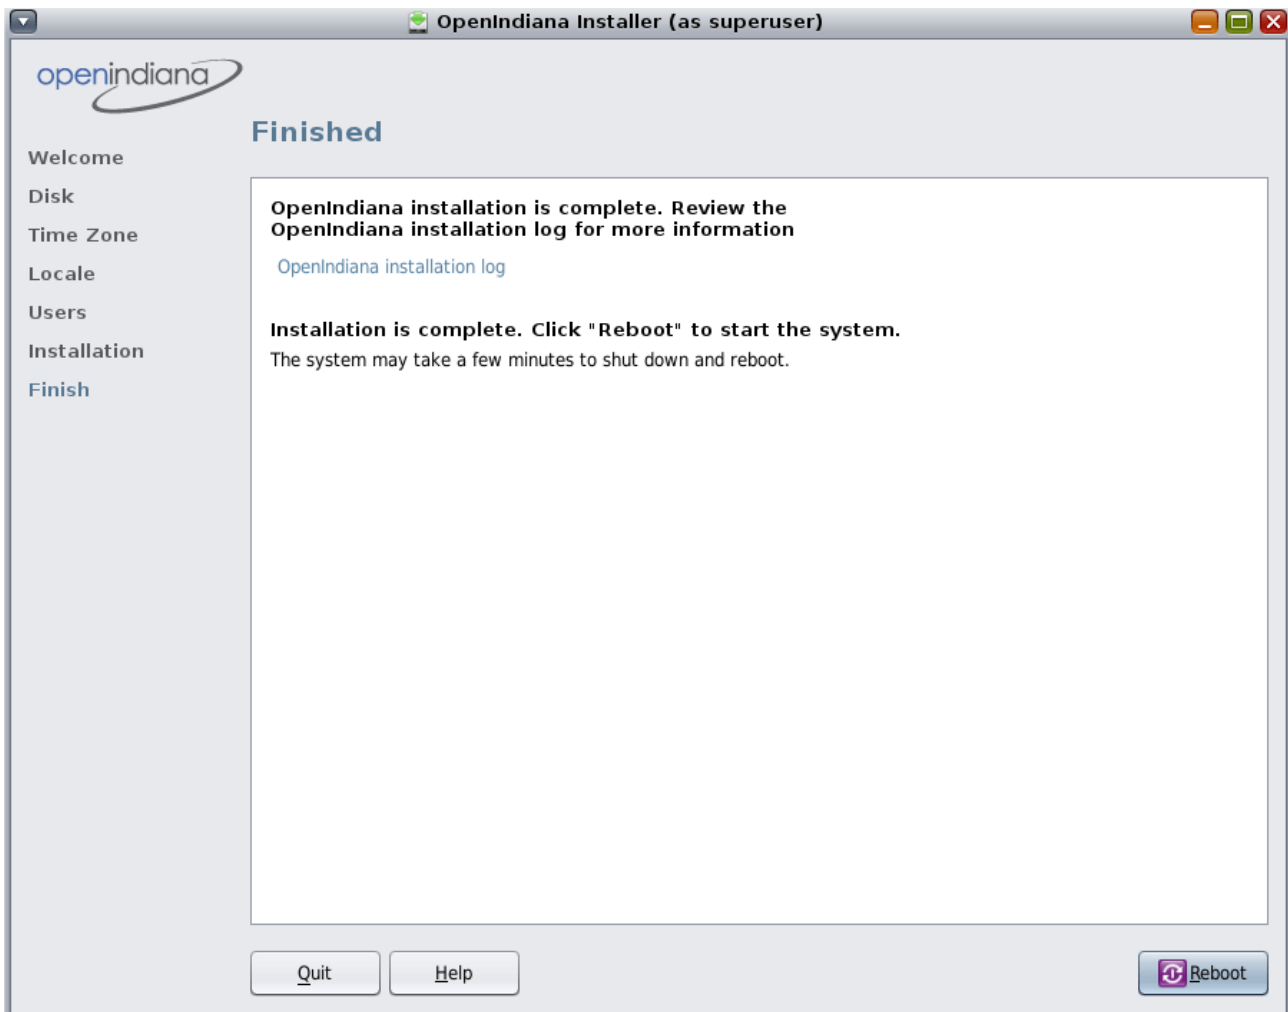 OpenIndiana Installer (as superuser)
openindiana
Finished
Welcome
Disk
Time Zone
Locale
Users
Installation
Finish
OpenIndiana installation is complete. Review the
OpenIndiana installation log for more information
OpenIndiana installation log
Installation is complete. Click "Reboot" to start the system.
The system may take a few minutes to shut down and reboot.
Quit
Help
Reboot